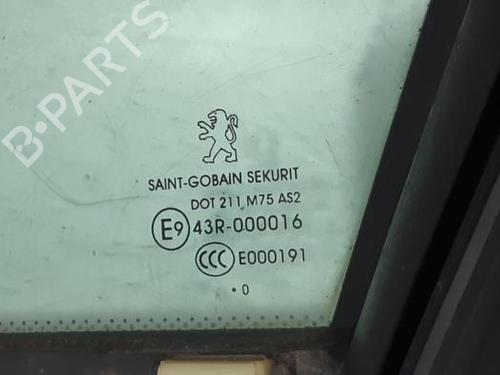 B-PARTS
SAINT-GOBAIN SEKURIT
DOT 211 M75 AS2
E9 43R-000016
CCC E000191
• 0